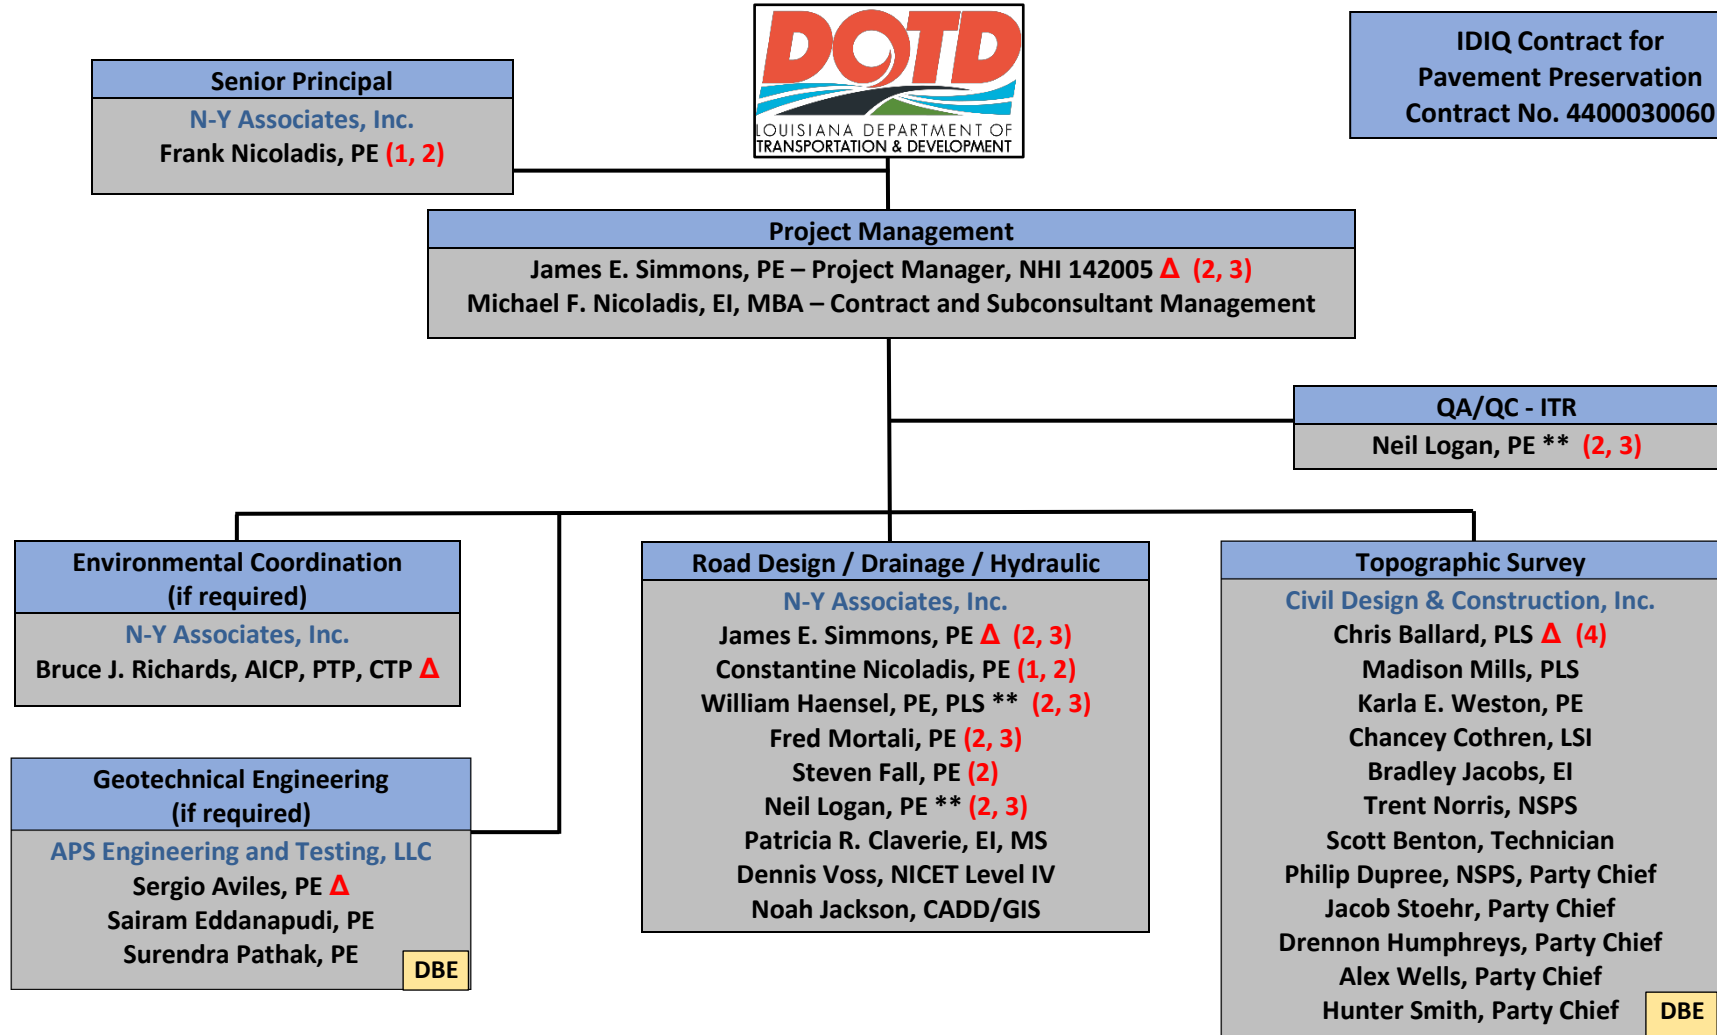 DOTD
LOUISIANA DEPARTMENT OF
TRANSPORTATION & DEVELOPMENT
IDIQ Contract for
Pavement Preservation
Contract No. 4400030060
Senior Principal
N-Y Associates, Inc.
Frank Nicoladis, PE (1, 2)
Project Management
James E. Simmons, PE – Project Manager, NHI 142005 Δ (2, 3)
Michael F. Nicoladis, EI, MBA – Contract and Subconsultant Management
QA/QC - ITR
Neil Logan, PE ** (2, 3)
Environmental Coordination
(if required)
N-Y Associates, Inc.
Bruce J. Richards, AICP, PTP, CTP Δ
Geotechnical Engineering
(if required)
APS Engineering and Testing, LLC
Sergio Aviles, PE Δ
Sairam Eddanapudi, PE
Surendra Pathak, PE
DBE
Road Design / Drainage / Hydraulic
N-Y Associates, Inc.
James E. Simmons, PE Δ (2, 3)
Constantine Nicoladis, PE (1, 2)
William Haensel, PE, PLS ** (2, 3)
Fred Mortali, PE (2, 3)
Steven Fall, PE (2)
Neil Logan, PE ** (2, 3)
Patricia R. Claverie, EI, MS
Dennis Voss, NICET Level IV
Noah Jackson, CADD/GIS
Topographic Survey
Civil Design & Construction, Inc.
Chris Ballard, PLS Δ (4)
Madison Mills, PLS
Karla E. Weston, PE
Chancey Cothren, LSI
Bradley Jacobs, EI
Trent Norris, NSPS
Scott Benton, Technician
Philip Dupree, NSPS, Party Chief
Jacob Stoehr, Party Chief
Drennon Humphreys, Party Chief
Alex Wells, Party Chief
Hunter Smith, Party Chief
DBE